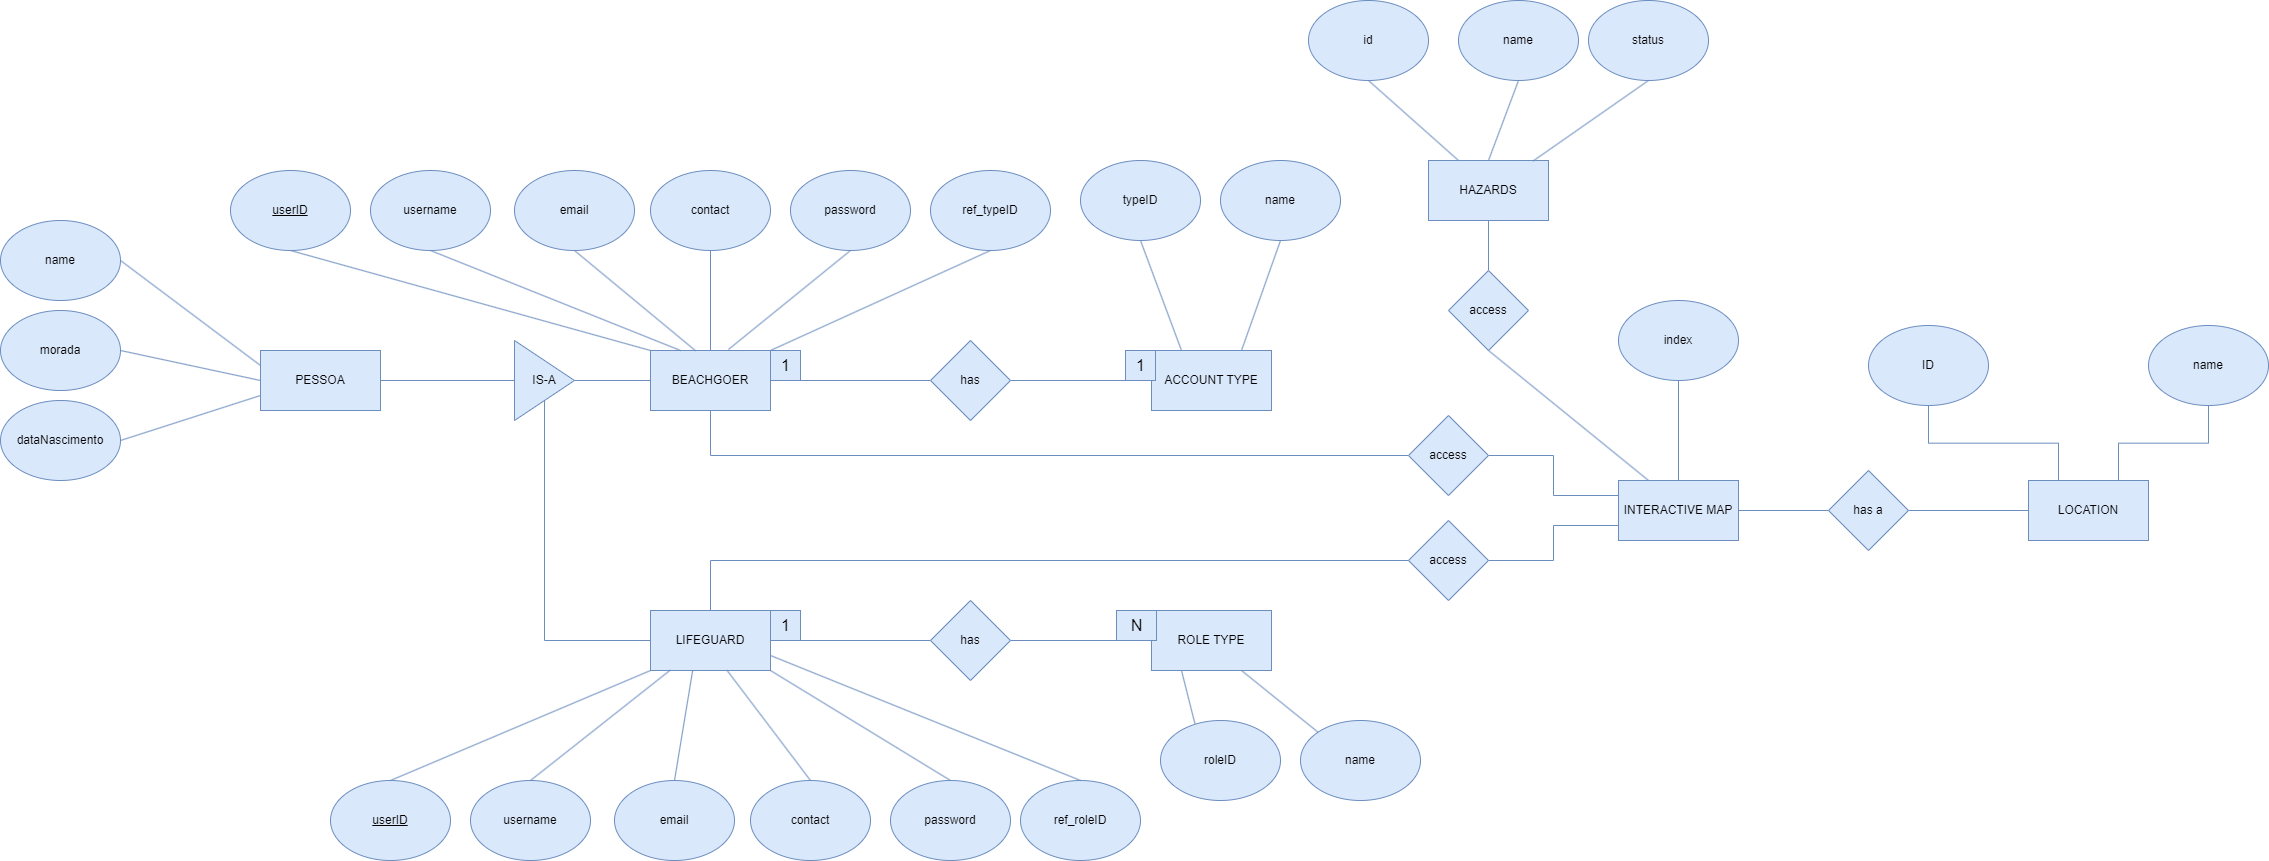 id
name
status
HAZARDS
access
userID
username
email
contact
password
ref_typeID
typeID
name
name
morada
dataNascimento
PESSOA
IS-A
BEACHGOER
1
has
1
ACCOUNT TYPE
index
ID
name
access
INTERACTIVE MAP
has a
LOCATION
access
LIFEGUARD
1
has
N
ROLE TYPE
roleID
name
userID
username
email
contact
password
ref_roleID